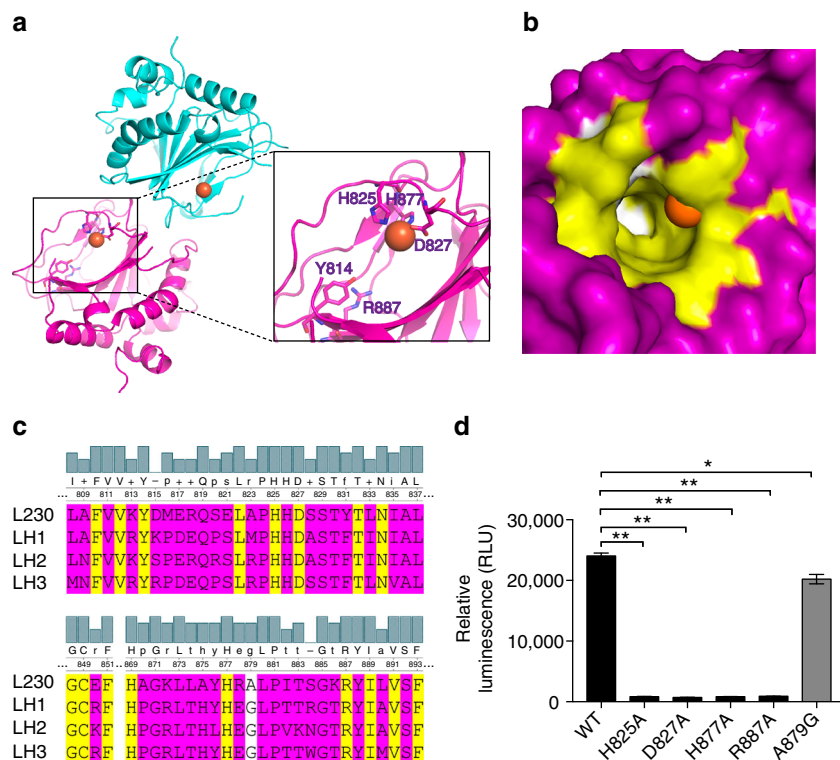 a
b
H825 H877
D827
Y814
R887
c
I + F V V + Y – p + + Q p s L r P H H D + S T f T + N i A L
... 809 811 813 815 817 819 821 823 825 827 829 831 833 835 837 ...
L230 LAFVVKYDMERQSELAPHHDSSTYTLNIAL
LH1 LAFVVRYKPDEQPSLMPHHDASTFTINIAL
LH2 LNFVVKYSPERQRSLRPHHDASTFTINIAL
LH3 MNFVVRYRPDEQPSLRPHHDASTFTLNVAL
G C r F H p G r L t h y H e g L P t t – G t R Y I a V S F
... 849 851 ... 869 871 873 875 877 879 881 883 885 887 889 891 893 ...
L230 GCEF HAGKLLAYHRALPITSGKRYILVSF
LH1 GCRF HPGRLTHYHEGLPTTRGTRYIAVSF
LH2 GCKF HPGRLTHLHEGLPVKNGTRYIAVSF
LH3 GCRF HPGRLTHYHEGLPTTWGTRYIMVSF
d
*
**
**
**
**
Relative
luminescence (RLU)
30,000
20,000
10,000
0
WT
H825A
D827A
H877A
R887A
A879G